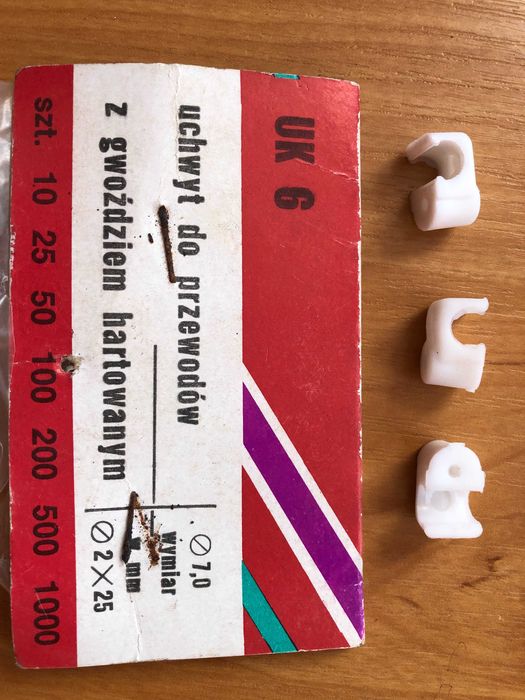 UK 6
uchwyt do przewodów
z gwoździem hartowanym
∅ 7,0
wymiar
w mm
∅ 2 × 25
szt. 10 25 50 100 200 500 1000